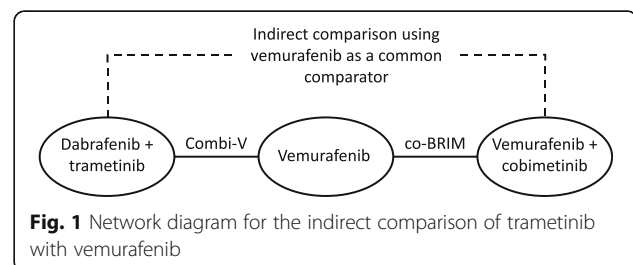 Indirect comparison using
vemurafenib as a common
comparator
Dabrafenib +
trametinib
Combi-V
Vemurafenib
co-BRIM
Vemurafenib +
cobimetinib
Fig. 1 Network diagram for the indirect comparison of trametinib
with vemurafenib